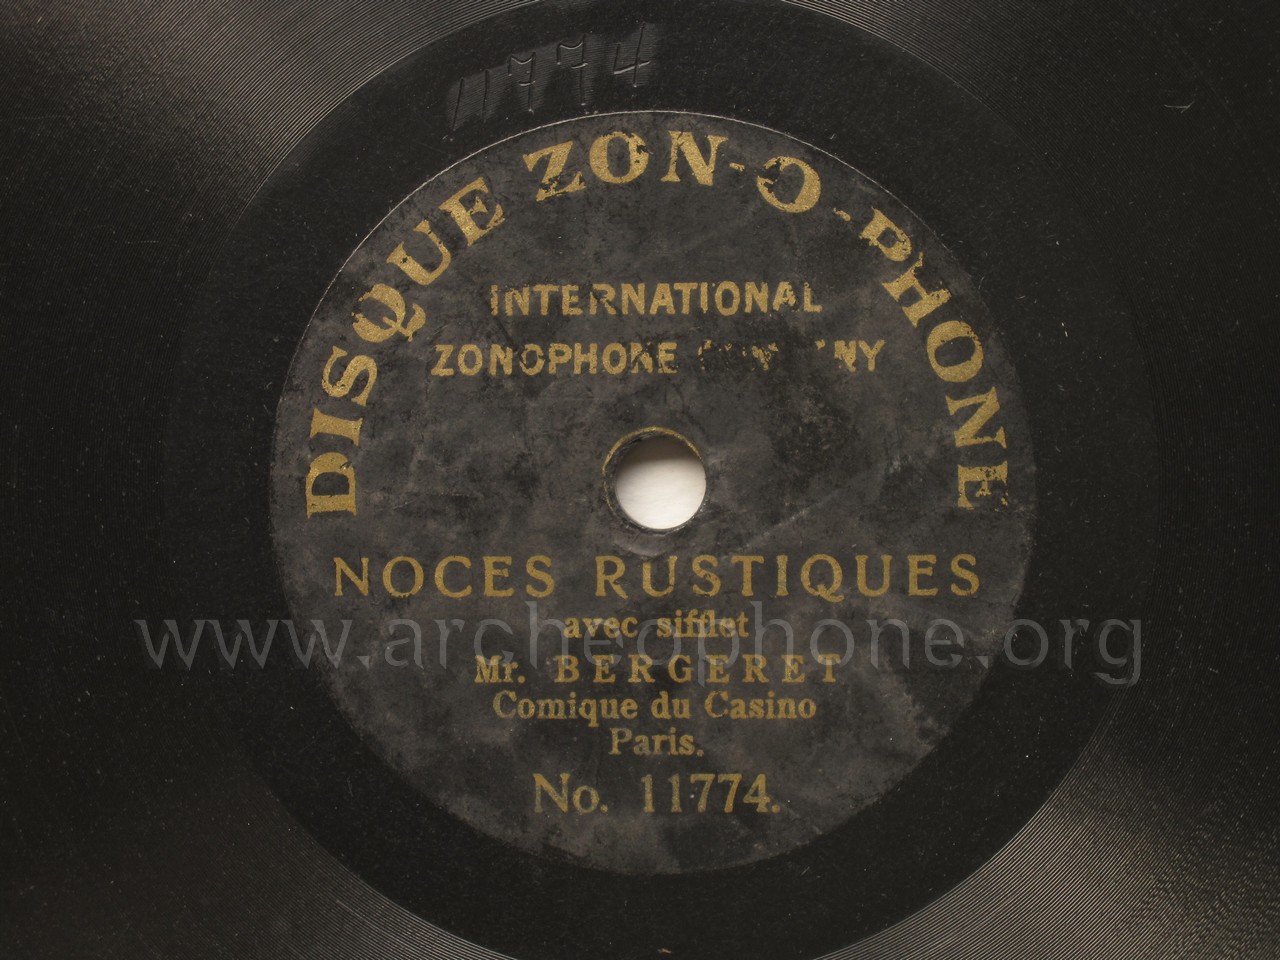 11774
DISQUE ZON-O-PHONE
INTERNATIONAL
ZONOPHONE COMPANY
NOCES RUSTIQUES
avec sifflet
www.archeophone.org
Mr. BERGERET
Comique du Casino
Paris.
No. 11774.